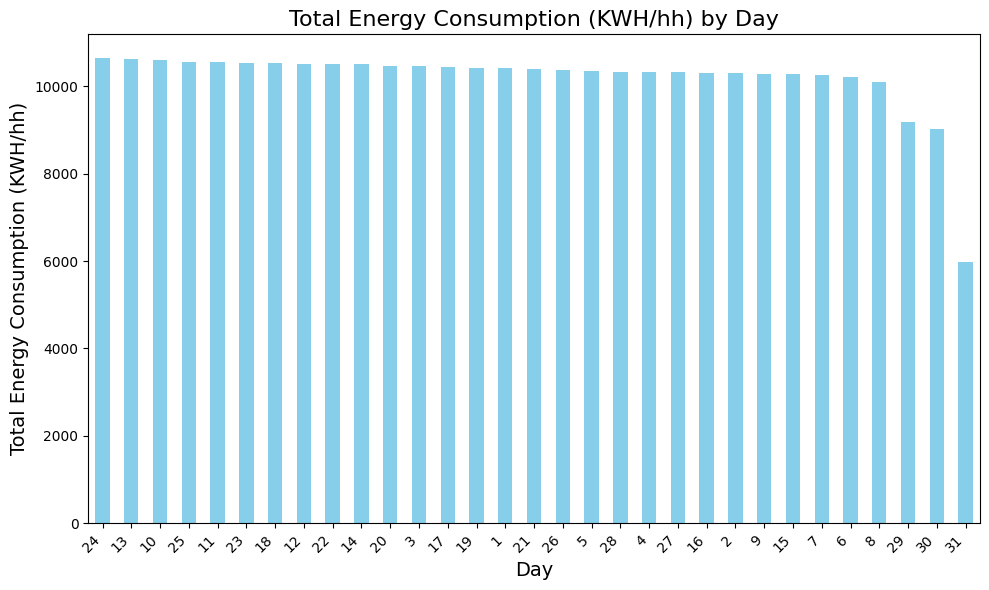 Total Energy Consumption (KWH/hh) by Day
Total Energy Consumption (KWH/hh)
10000
8000
6000
4000
2000
0
24 13 10 25 11 23 18 12 22 14 20 3 17 19 1 21 26 5 28 4 27 16 2 9 15 7 6 8 29 30 31
Day